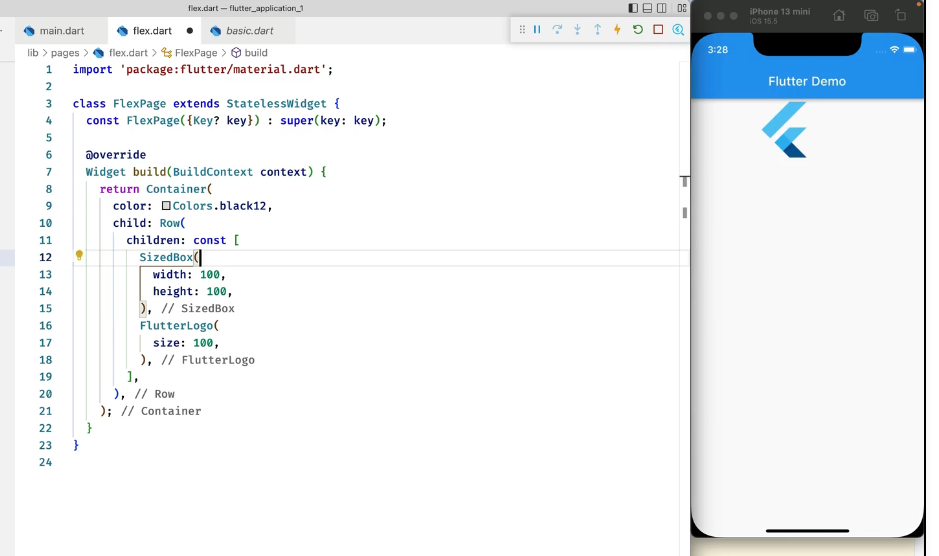 flex.dart — flutter_application_1
main.dart
flex.dart
basic.dart
lib > pages > flex.dart > FlexPage > build
1 import 'package:flutter/material.dart';
2
3 class FlexPage extends StatelessWidget {
4 const FlexPage({Key? key}) : super(key: key);
5
6 @override
7 Widget build(BuildContext context) {
8 return Container(
9 color: Colors.black12,
10 child: Row(
11 children: const [
12 SizedBox(
13 width: 100,
14 height: 100,
15 ), // SizedBox
16 FlutterLogo(
17 size: 100,
18 ), // FlutterLogo
19 ],
20 ), // Row
21 ); // Container
22 }
23 }
24
iPhone 13 mini
iOS 15.5
3:28
Flutter Demo